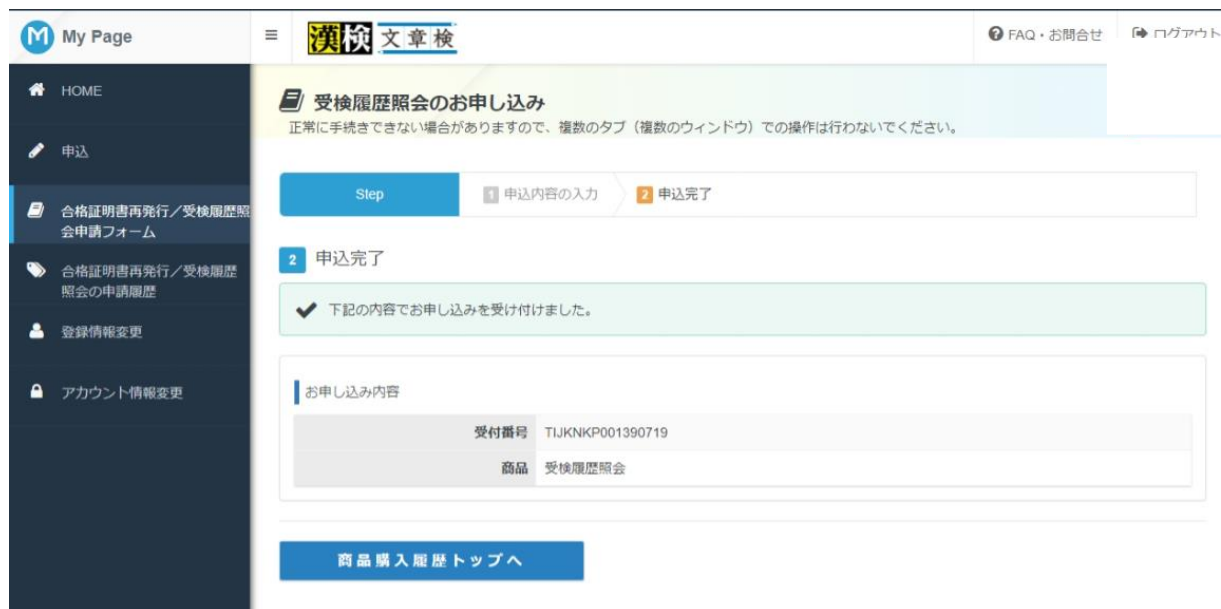 M My Page
漢検 文章検
FAQ・お問合せ
ログアウト
HOME
申込
合格証明書再発行／受検履歴照
会申請フォーム
合格証明書再発行／受検履歴
照会の申請履歴
登録情報変更
アカウント情報変更
受検履歴照会のお申し込み
正常に手続きできない場合がありますので、複数のタブ（複数のウィンドウ）での操作は行わないでください。
Step
1 申込内容の入力
2 申込完了
2 申込完了
下記の内容でお申し込みを受け付けました。
お申し込み内容
受付番号 TIJKNKP001390719
商品 受検履歴照会
商品購入履歴トップへ